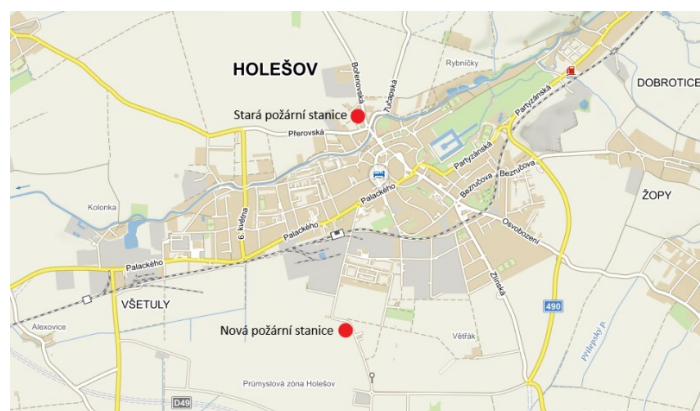 HOLEŠOV
Rybníčky
Bořenovská
Tučapská
DOBROTICE
Stará požární stanice
Přerovská
Partyzánská
Partyzánská
Bezručova
Bezručova
ŽOPY
Palackého
Kolonka
6. května
Palackého
Osvobození
Palackého
Zlínská
VŠETULY
490
Alexovice
Nová požární stanice
Větřák
Přílepský p.
Průmyslová zóna Holešov
D49